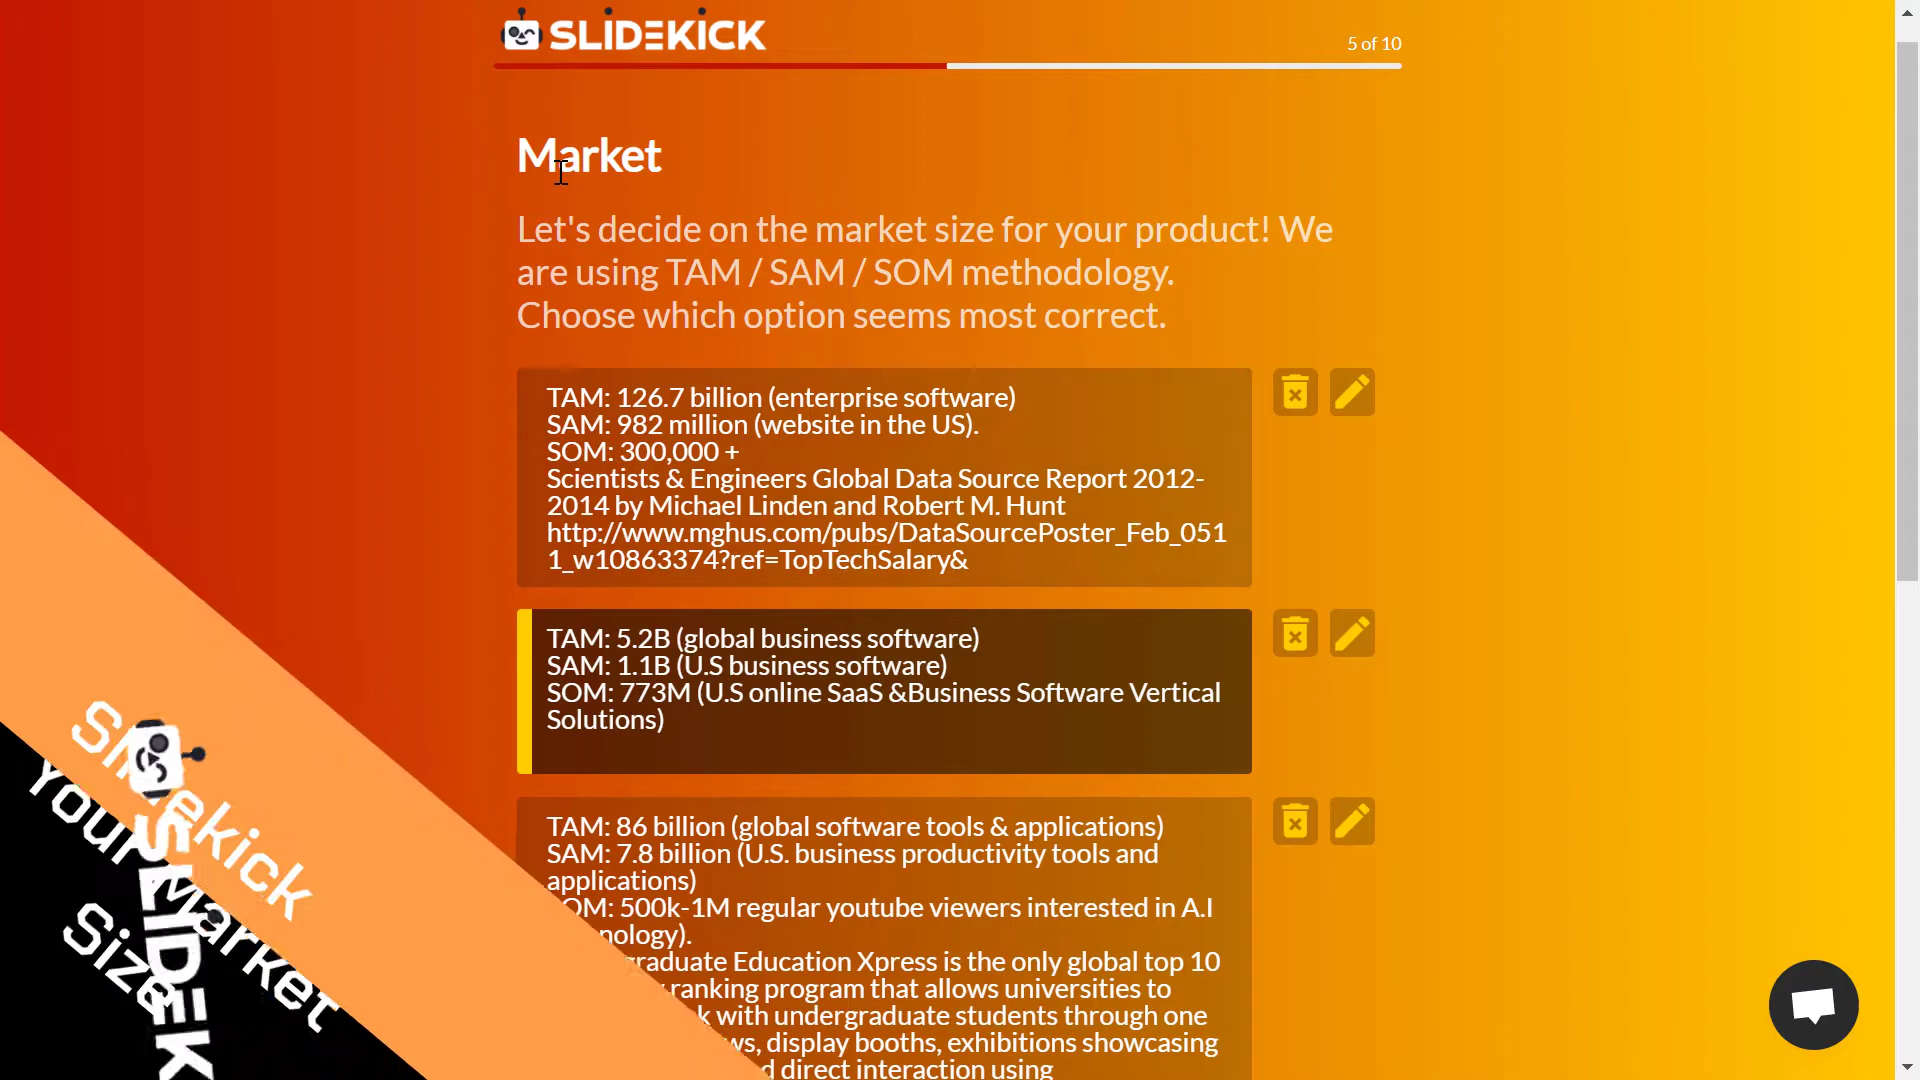 SLIDEKICK
5 of 10
Market
Let's decide on the market size for your product! We
are using TAM / SAM / SOM methodology.
Choose which option seems most correct.
TAM: 126.7 billion (enterprise software)
SAM: 982 million (website in the US).
SOM: 300,000 +
Scientists & Engineers Global Data Source Report 2012-
2014 by Michael Linden and Robert M. Hunt
http://www.mghus.com/pubs/DataSourcePoster_Feb_051
1_w10863374?ref=TopTechSalary&
TAM: 5.2B (global business software)
SAM: 1.1B (U.S business software)
SOM: 773M (U.S online SaaS &Business Software Vertical
Solutions)
TAM: 86 billion (global software tools & applications)
SAM: 7.8 billion (U.S. business productivity tools and
applications)
500k-1M regular youtube viewers interested in A.I
Education Xpress is the only global top 10
ranking program that allows universities to
with undergraduate students through one
display booths, exhibitions showcasing
direct interaction using
Slidekick
Your Market
Size
SLIDEK